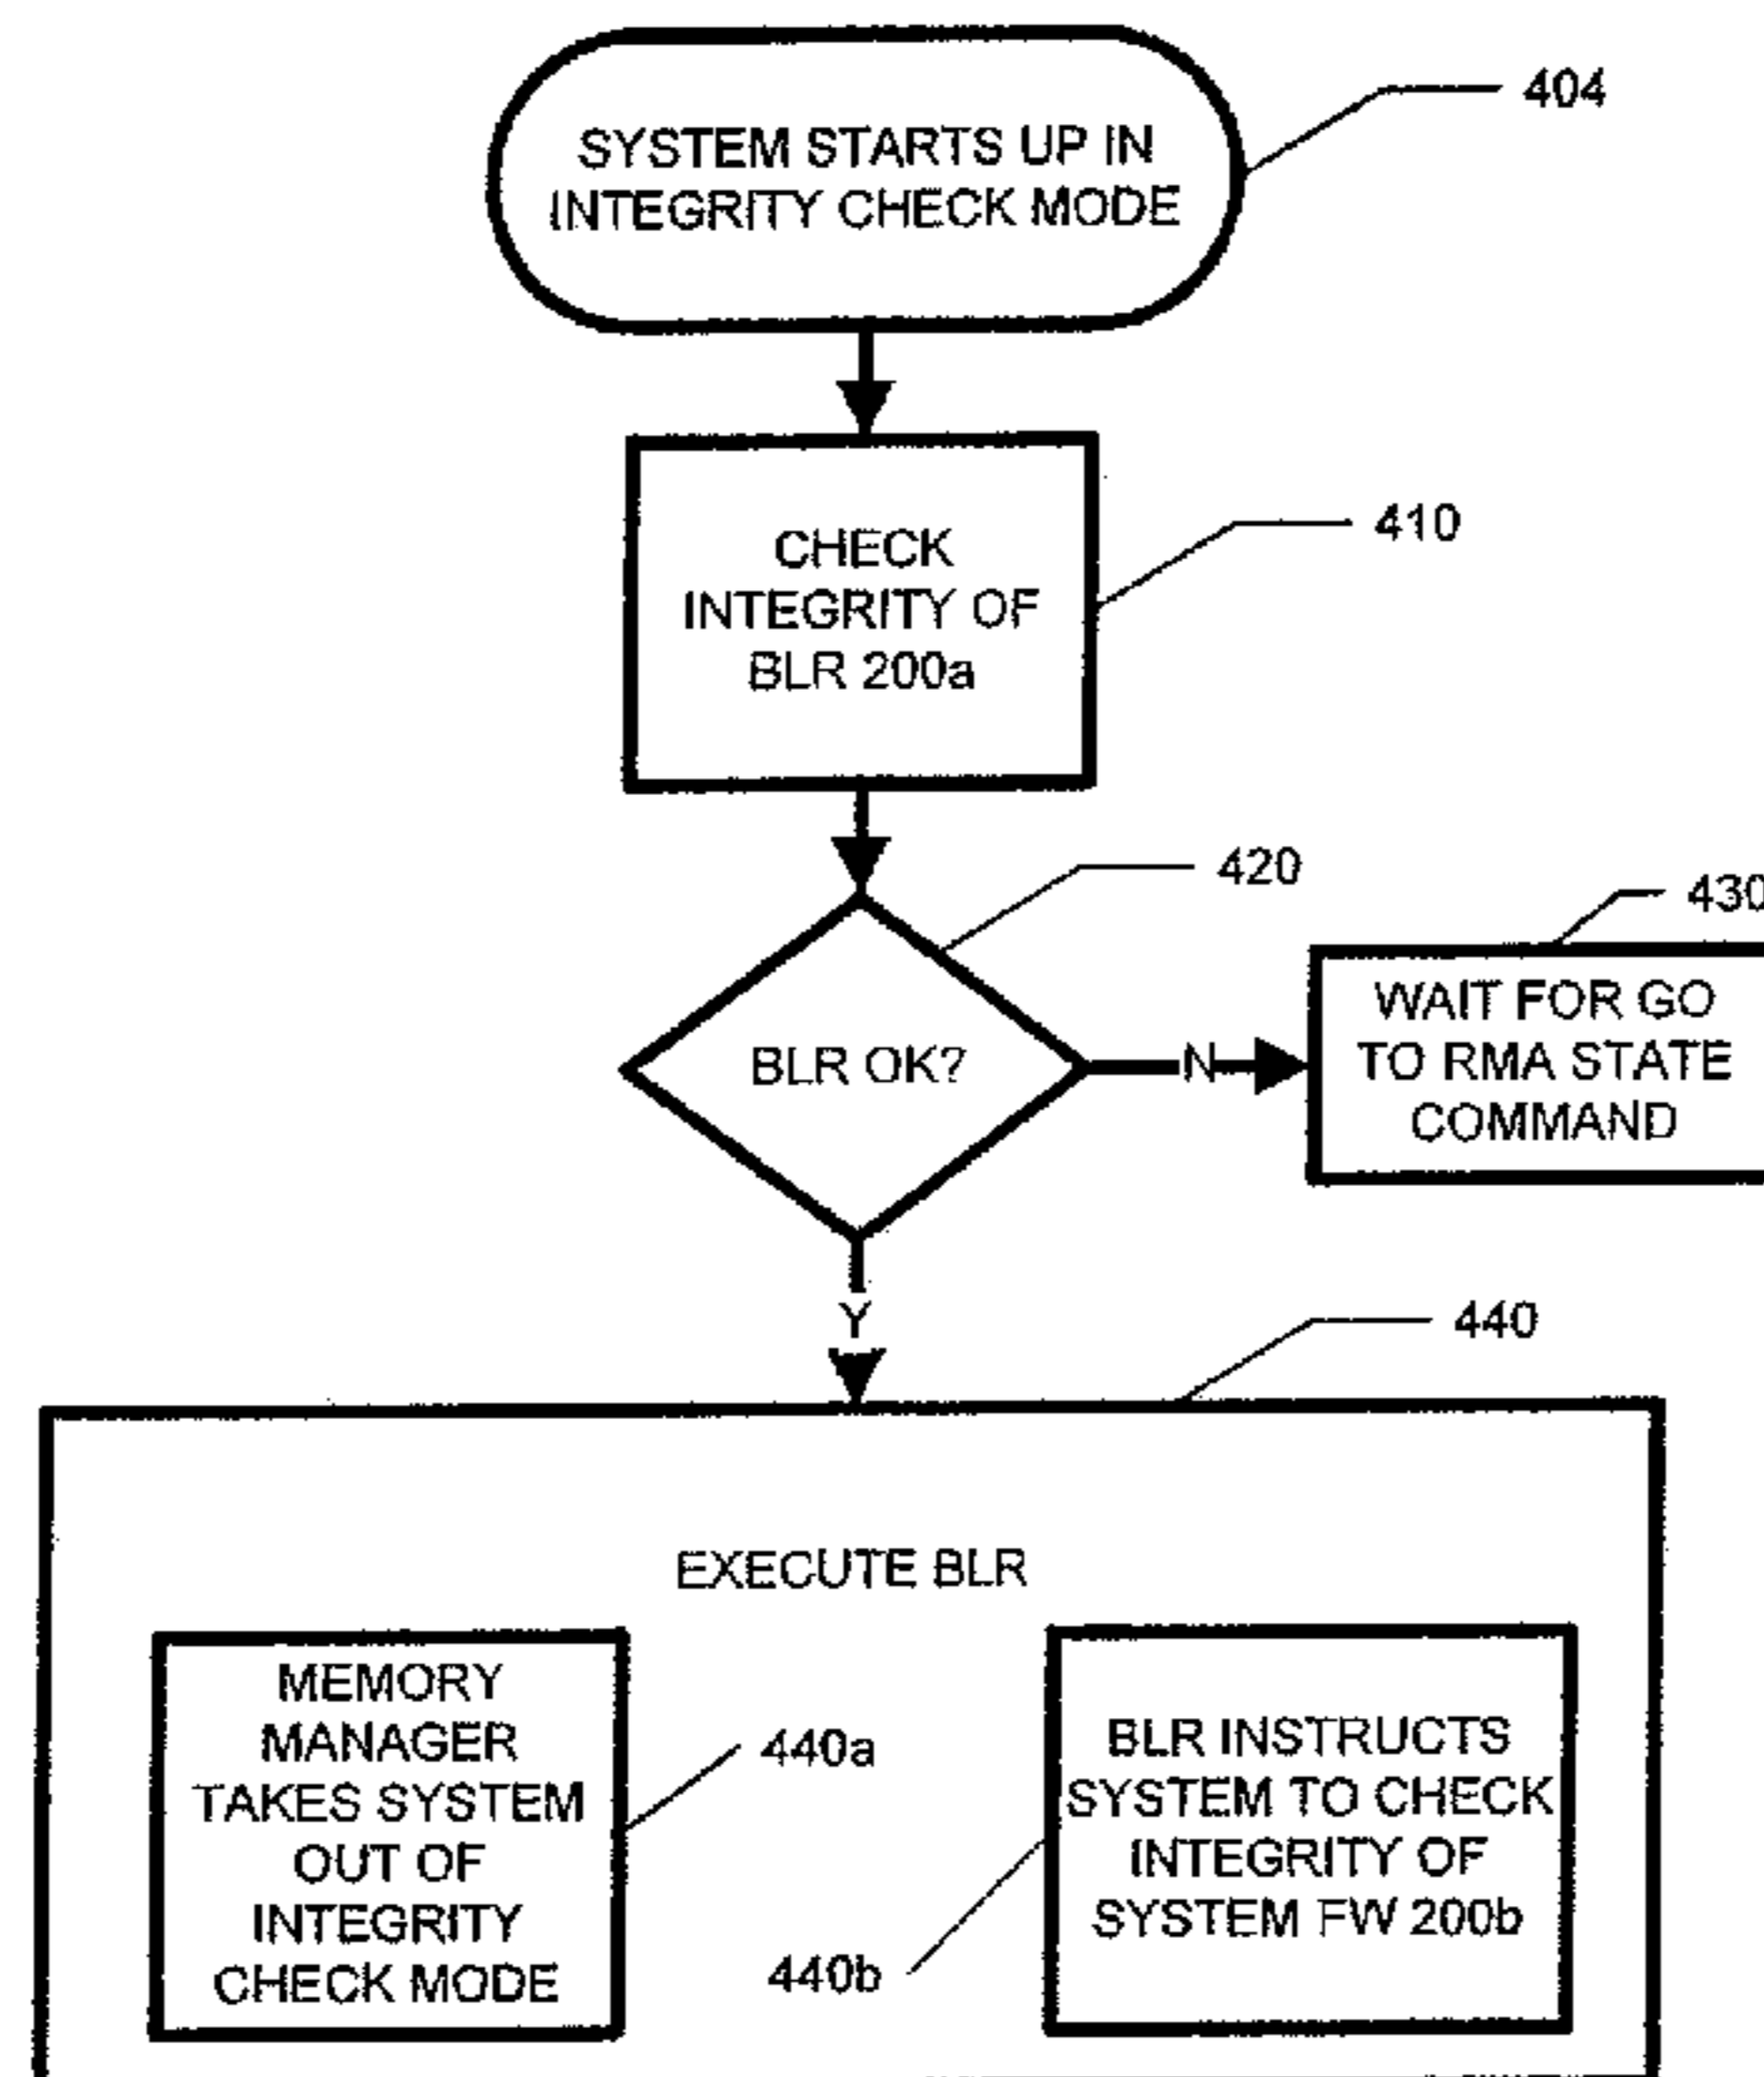 SYSTEM STARTS UP IN
INTEGRITY CHECK MODE
404
CHECK
INTEGRITY OF
BLR 200a
410
420
430
BLR OK?
N
WAIT FOR GO
TO RMA STATE
COMMAND
Y
440
EXECUTE BLR
MEMORY
MANAGER
TAKES SYSTEM
OUT OF
INTEGRITY
CHECK MODE
440a
BLR INSTRUCTS
SYSTEM TO CHECK
INTEGRITY OF
SYSTEM FW 200b
440b